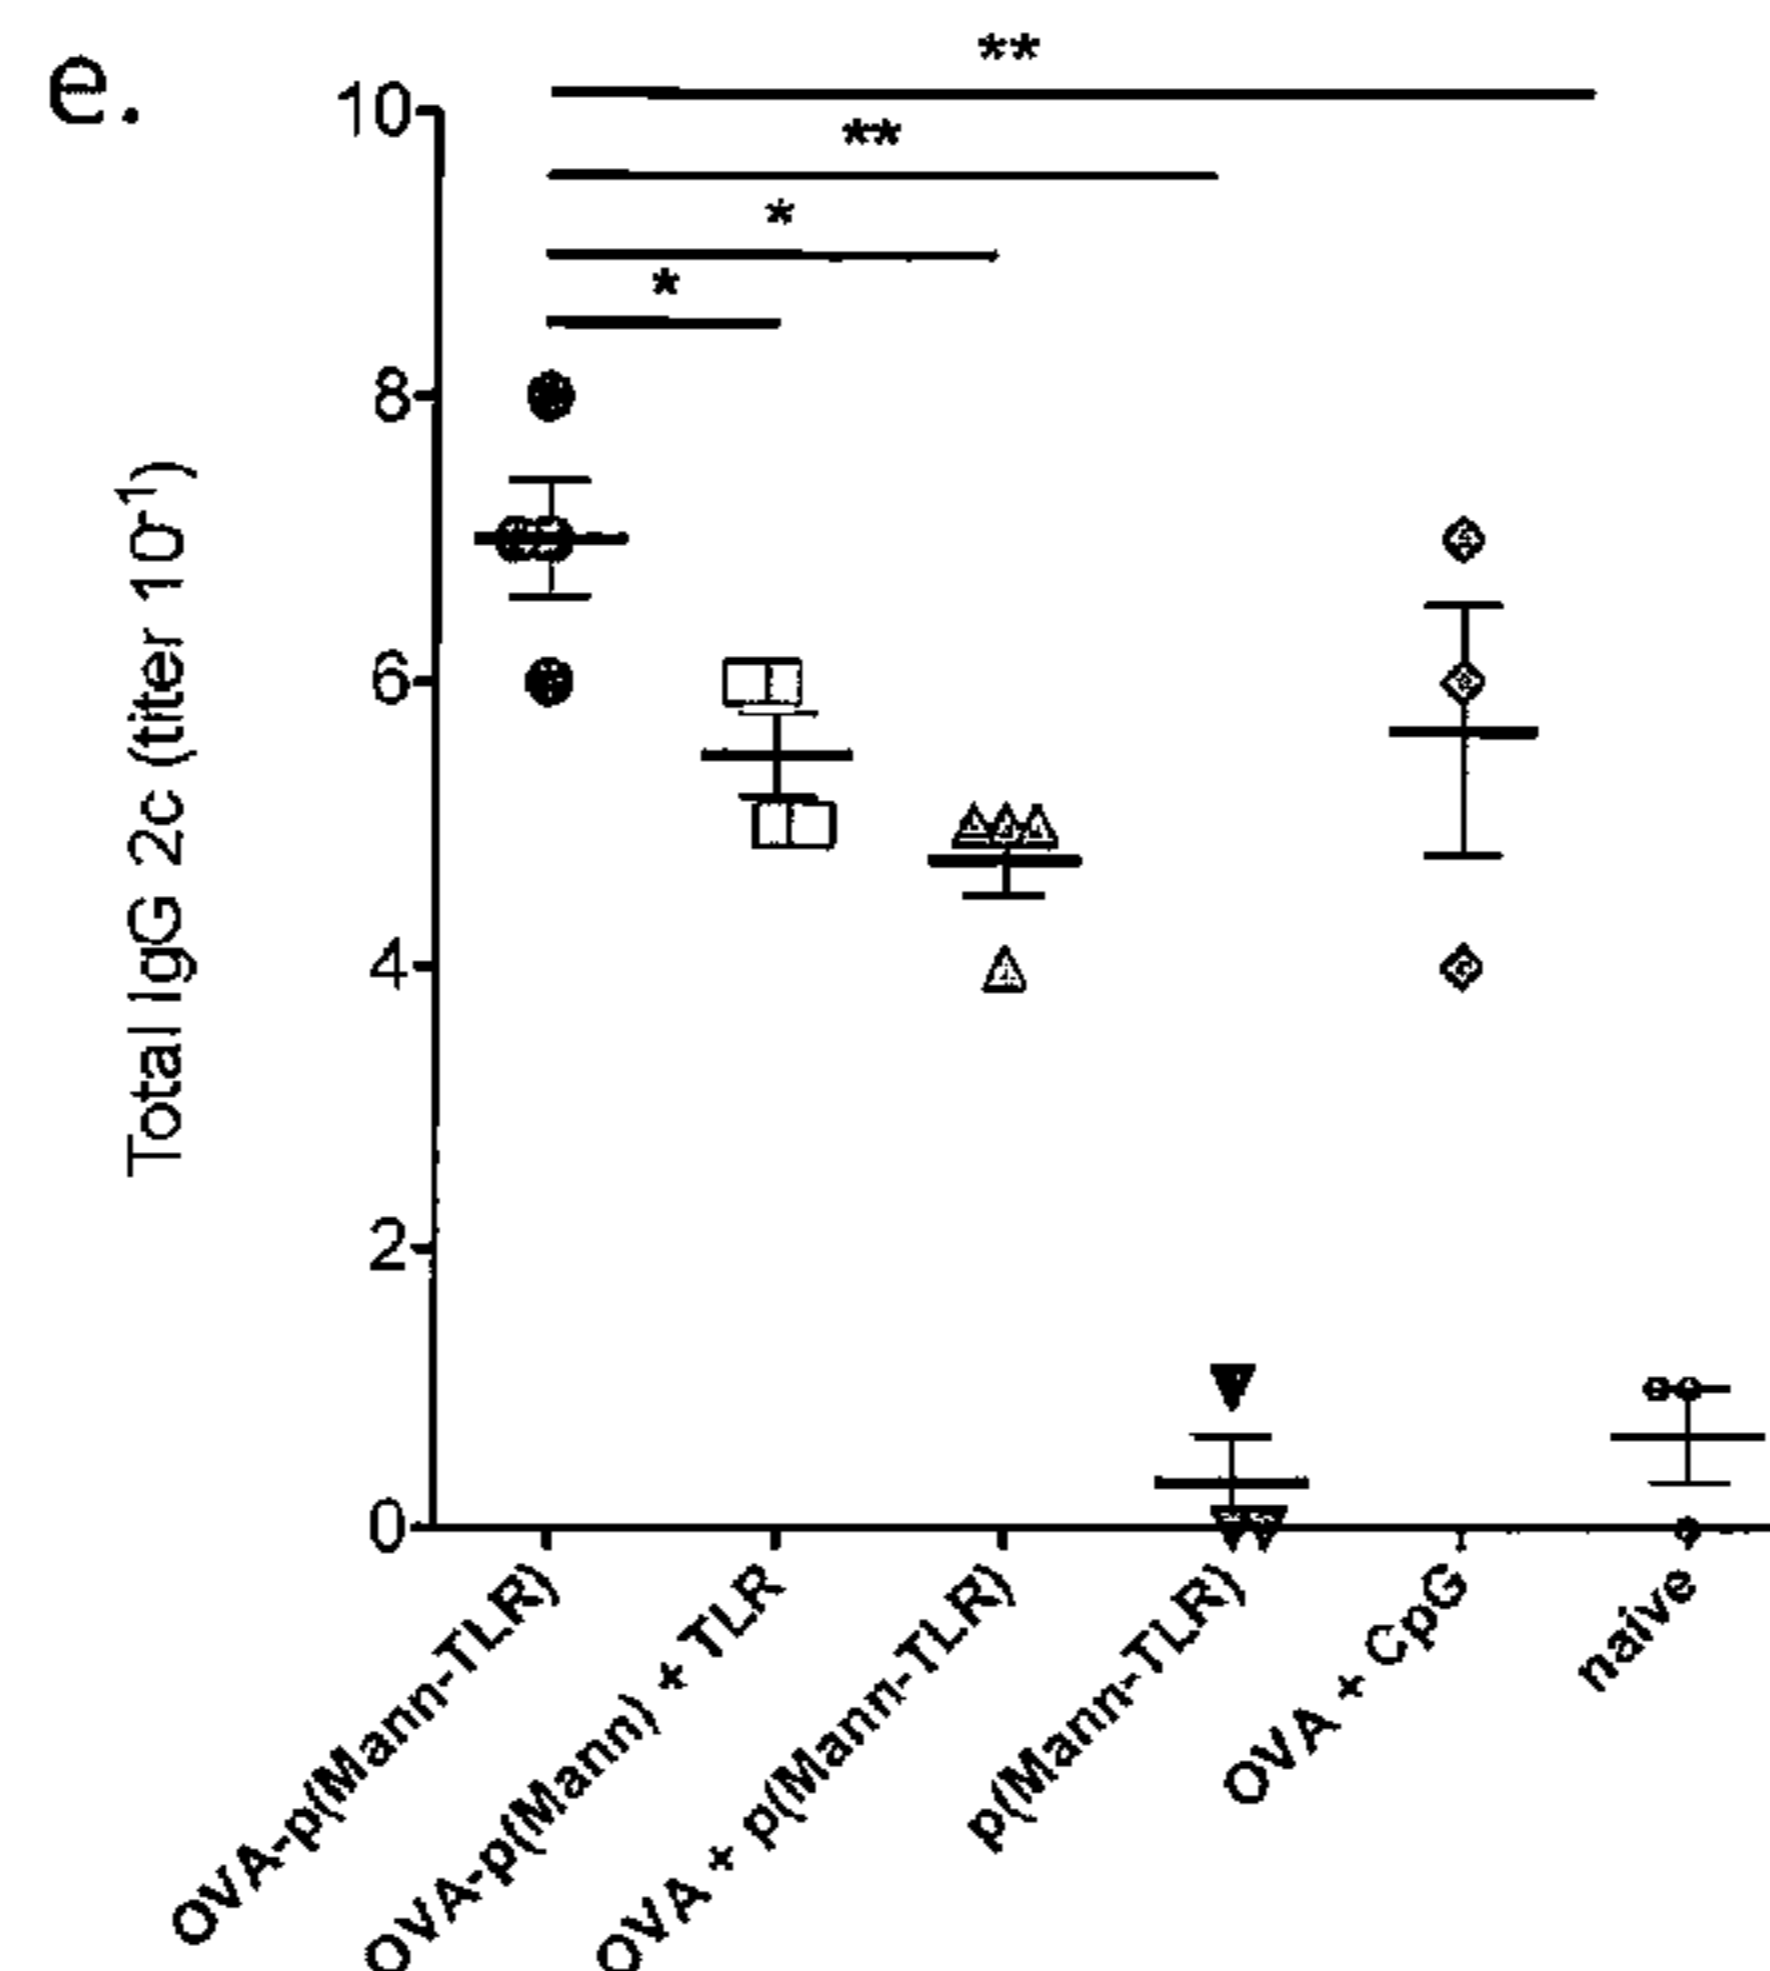 e.
**
**
*
*
10
8
6
4
2
0
Total IgG 2c (titer 10⁻¹)
OVA-p(Mann-TLR)
OVA-p(Mann) + TLR
OVA + p(Mann-TLR)
p(Mann-TLR)
OVA + CpG
naive